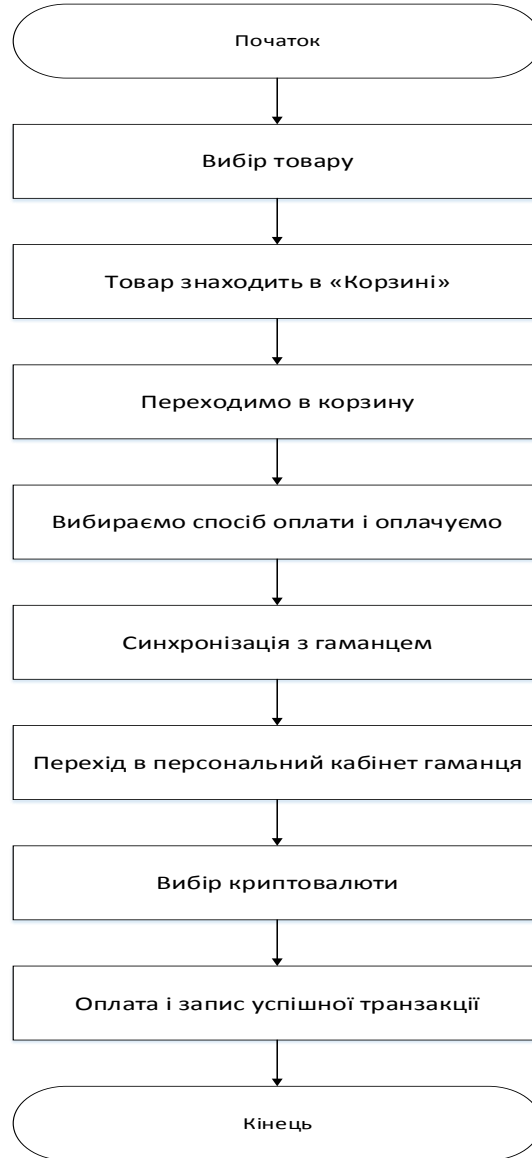 Початок
Вибір товару
Товар знаходить в «Корзині»
Переходимо в корзину
Вибираємо спосіб оплати і оплачуємо
Синхронізація з гаманцем
Перехід в персональний кабінет гаманця
Вибір криптовалюти
Оплата і запис успішної транзакції
Кінець